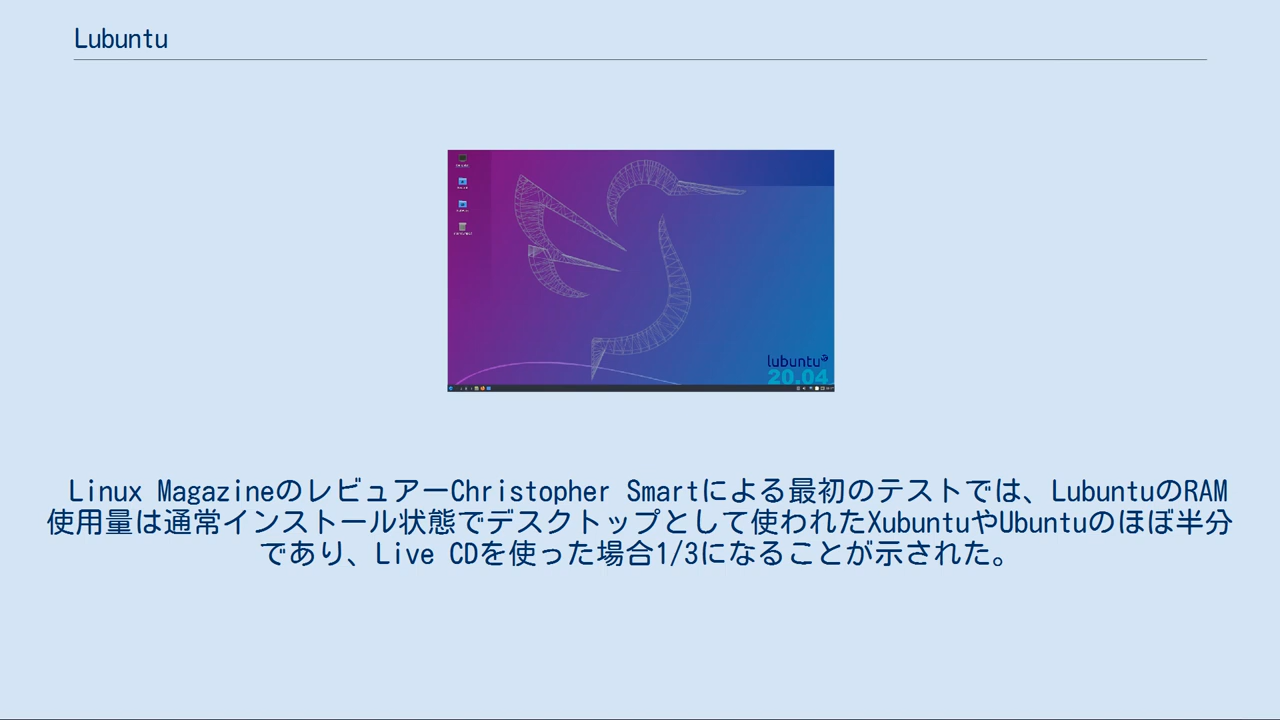 Lubuntu
lubuntu
20.04
Linux MagazineのレビュアーChristopher Smartによる最初のテストでは、LubuntuのRAM
使用量は通常インストール状態でデスクトップとして使われたXubuntuやUbuntuのほぼ半分
であり、Live CDを使った場合1/3になることが示された。